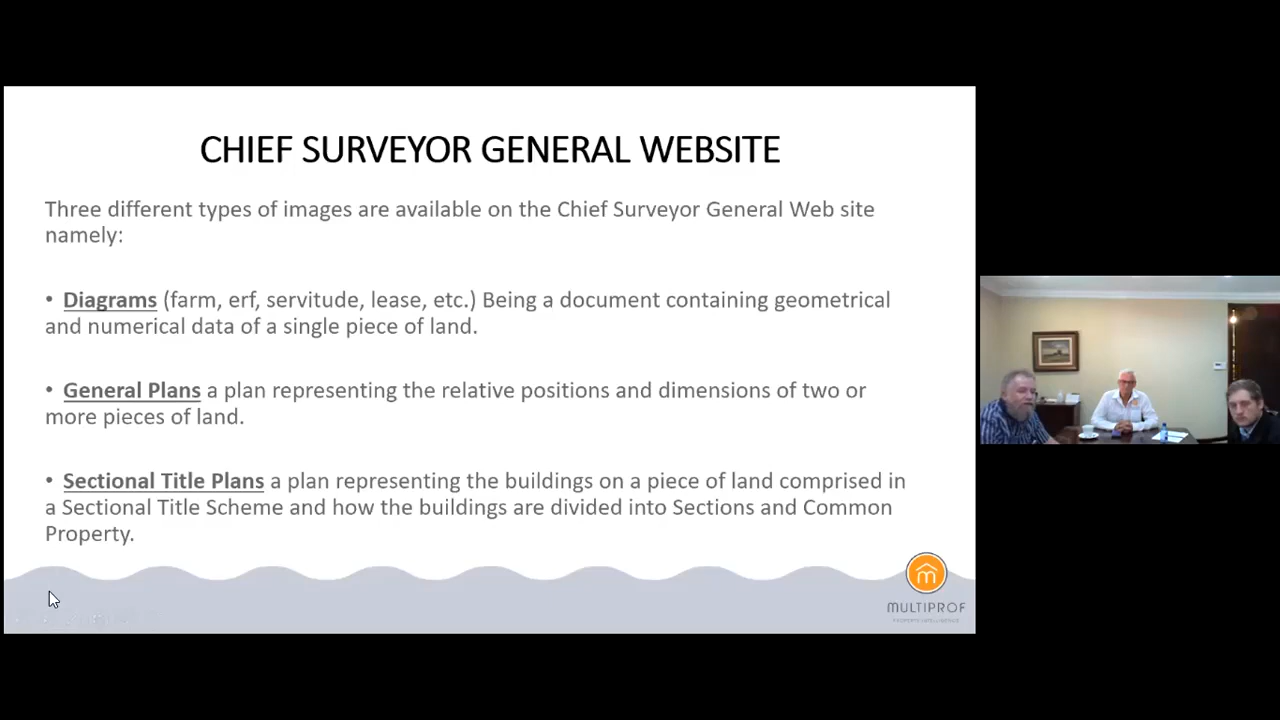 CHIEF SURVEYOR GENERAL WEBSITE
Three different types of images are available on the Chief Surveyor General Web site
namely:
• Diagrams (farm, erf, servitude, lease, etc.) Being a document containing geometrical
and numerical data of a single piece of land.
• General Plans a plan representing the relative positions and dimensions of two or
more pieces of land.
• Sectional Title Plans a plan representing the buildings on a piece of land comprised in
a Sectional Title Scheme and how the buildings are divided into Sections and Common
Property.
MULTIPROF
PROPERTY INTELLIGENCE